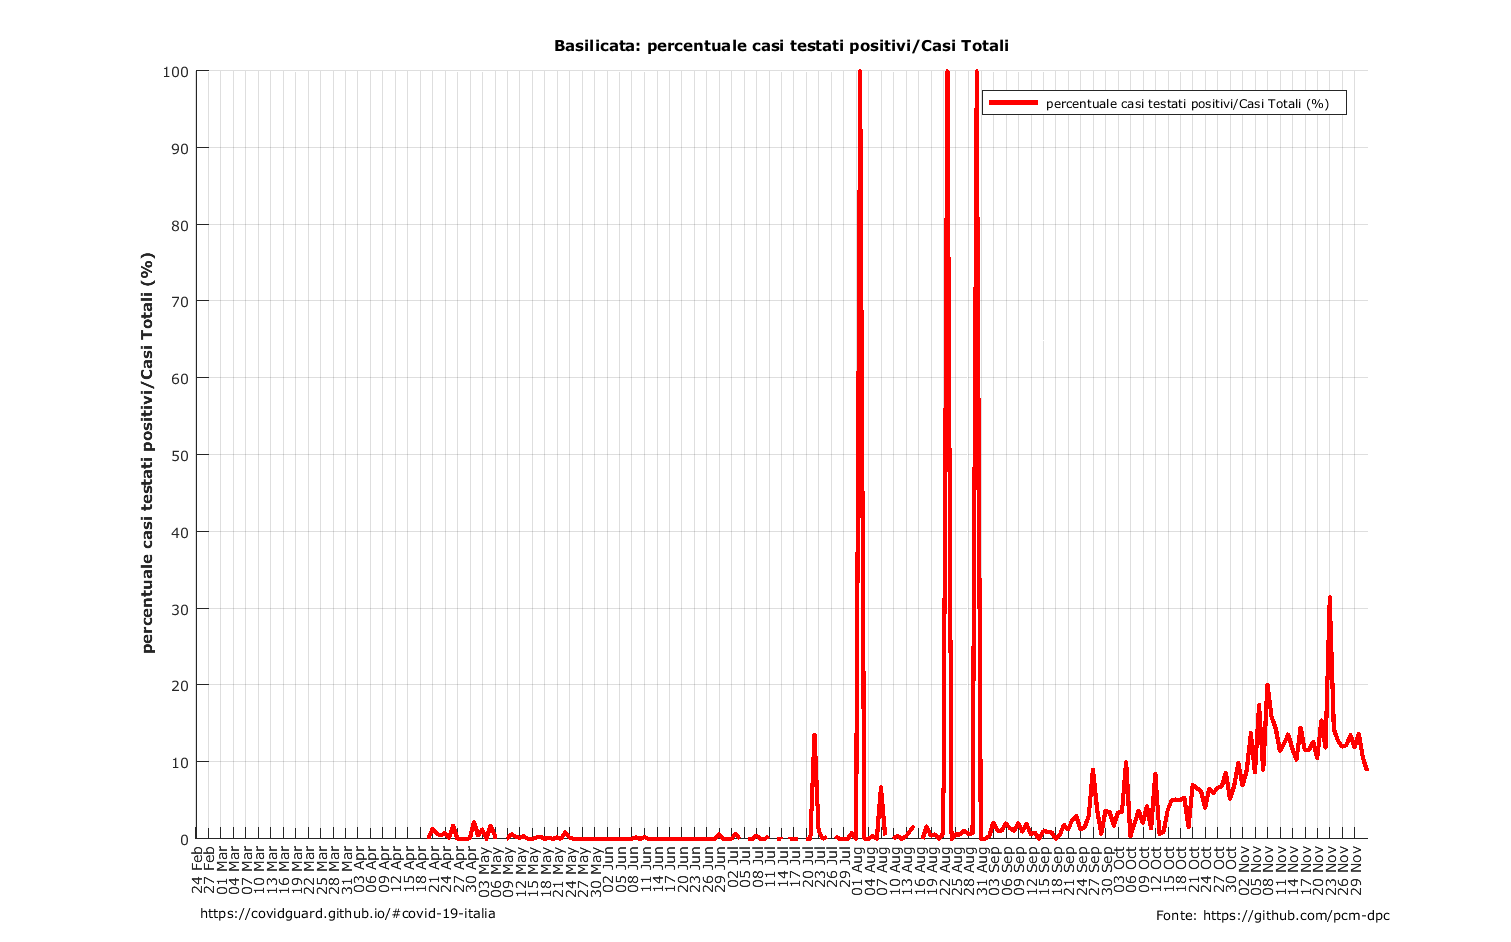 Basilicata: percentuale casi testati positivi/Casi Totali
percentuale casi testati positivi/Casi Totali (%)
percentuale casi testati positivi/Casi Totali (%)
100
90
80
70
60
50
40
30
20
10
0
24 Feb
27 Feb
01 Mar
04 Mar
07 Mar
10 Mar
13 Mar
16 Mar
19 Mar
22 Mar
25 Mar
28 Mar
31 Mar
03 Apr
06 Apr
09 Apr
12 Apr
15 Apr
18 Apr
21 Apr
24 Apr
27 Apr
30 Apr
03 May
06 May
09 May
12 May
15 May
18 May
21 May
24 May
27 May
30 May
02 Jun
05 Jun
08 Jun
11 Jun
14 Jun
17 Jun
20 Jun
23 Jun
26 Jun
29 Jun
02 Jul
05 Jul
08 Jul
11 Jul
14 Jul
17 Jul
20 Jul
23 Jul
26 Jul
29 Jul
01 Aug
04 Aug
07 Aug
10 Aug
13 Aug
16 Aug
19 Aug
22 Aug
25 Aug
28 Aug
31 Aug
03 Sep
06 Sep
09 Sep
12 Sep
15 Sep
18 Sep
21 Sep
24 Sep
27 Sep
30 Sep
03 Oct
06 Oct
09 Oct
12 Oct
15 Oct
18 Oct
21 Oct
24 Oct
27 Oct
30 Oct
02 Nov
05 Nov
08 Nov
11 Nov
14 Nov
17 Nov
20 Nov
23 Nov
26 Nov
29 Nov
https://covidguard.github.io/#covid-19-italia
Fonte: https://github.com/pcm-dpc